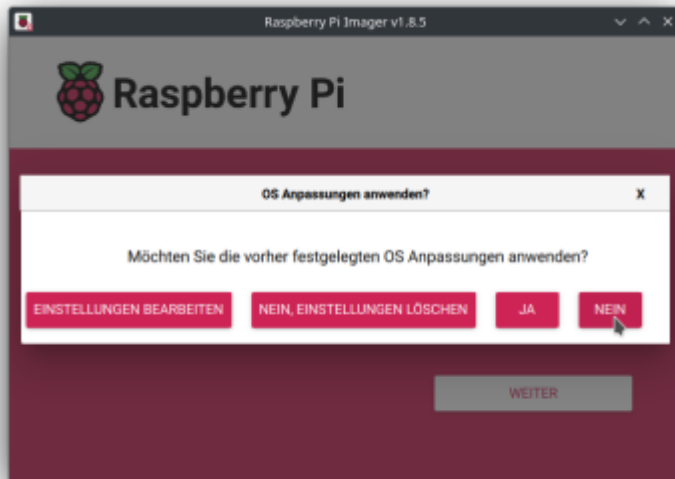 Raspberry Pi Imager v1.8.5
Raspberry Pi
OS Anpassungen anwenden?
X
Möchten Sie die vorher festgelegten OS Anpassungen anwenden?
EINSTELLUNGEN BEARBEITEN
NEIN, EINSTELLUNGEN LÖSCHEN
JA
NEIN
WEITER